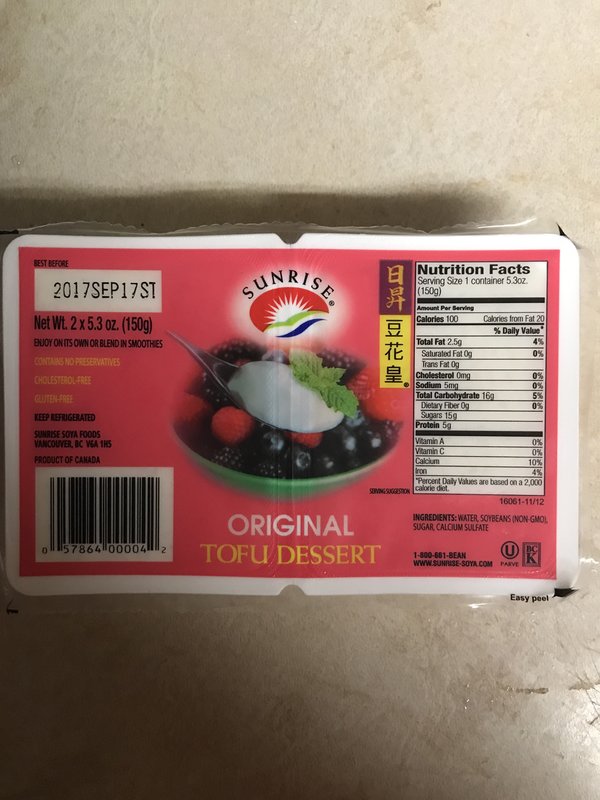 BEST BEFORE
2017SEP17ST
Net Wt. 2 x 5.3 oz. (150g)
ENJOY ON ITS OWN OR BLEND IN SMOOTHIES
CONTAINS NO PRESERVATIVES
CHOLESTEROL-FREE
GLUTEN-FREE
KEEP REFRIGERATED
SUNRISE SOYA FOODS
VANCOUVER, BC V6A 1H5
PRODUCT OF CANADA
0 57864 00004 2
SUNRISE®
日昇
豆花皇®
SERVING SUGGESTION
ORIGINAL
TOFU DESSERT
Nutrition Facts
Serving Size 1 container 5.3oz.
(150g)
Amount Per Serving
Calories 100 Calories from Fat 20
% Daily Value*
Total Fat 2.5g 4%
Saturated Fat 0g 0%
Trans Fat 0g
Cholesterol 0mg 0%
Sodium 5mg 0%
Total Carbohydrate 16g 5%
Dietary Fiber 0g 0%
Sugars 15g
Protein 5g
Vitamin A 0%
Vitamin C 0%
Calcium 10%
Iron 4%
*Percent Daily Values are based on a 2,000
calorie diet.
16061-11/12
INGREDIENTS: WATER, SOYBEANS (NON-GMO),
SUGAR, CALCIUM SULFATE
1-800-661-BEAN
WWW.SUNRISE-SOYA.COM
U
PARVE
BC
K
Easy peel